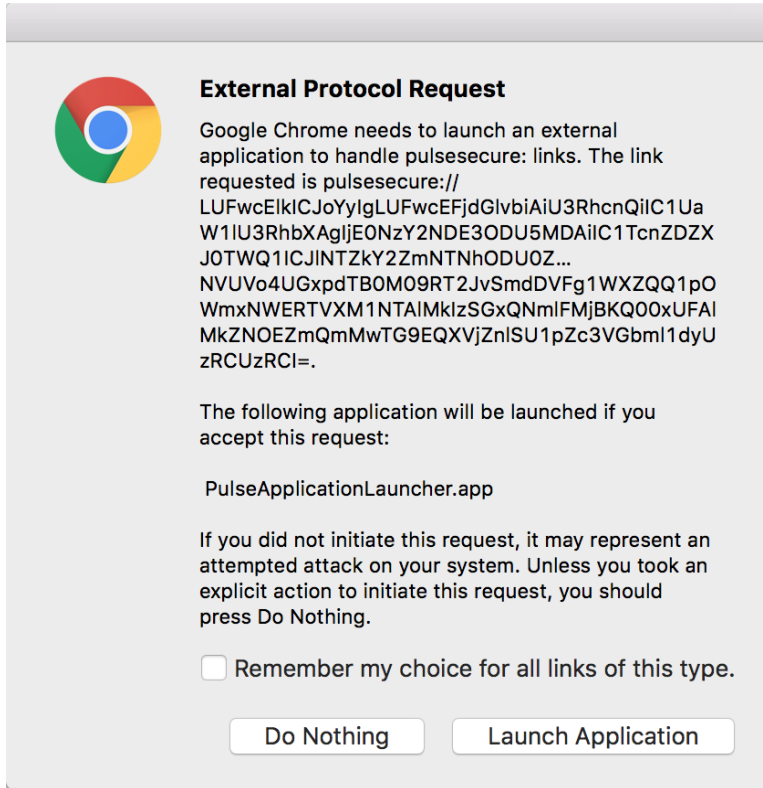 External Protocol Request
Google Chrome needs to launch an external
application to handle pulsesecure: links. The link
requested is pulsesecure://
LUFwcElkICJoYyIgLUFwcEFjdGlvbiAiU3RhcnQiIC1Ua
W1lU3RhbXAgIjE0NzY2NDE3ODU5MDAiIC1TcnZDZX
J0TWQ1ICJlNTZkY2ZmNTNhODU0Z...
NVUVo4UGxpdTB0M09RT2JvSmdDVFg1WXZQQ1pO
WmxNWERTVXM1NTAlMklzSGxQNmlFMjBKQ00xUFAl
MkZNOEZmQmMwTG9EQXVjZnlSU1pZc3VGbml1dyU
zRCUzRCI=.
The following application will be launched if you
accept this request:
PulseApplicationLauncher.app
If you did not initiate this request, it may represent an
attempted attack on your system. Unless you took an
explicit action to initiate this request, you should
press Do Nothing.
Remember my choice for all links of this type.
Do Nothing
Launch Application